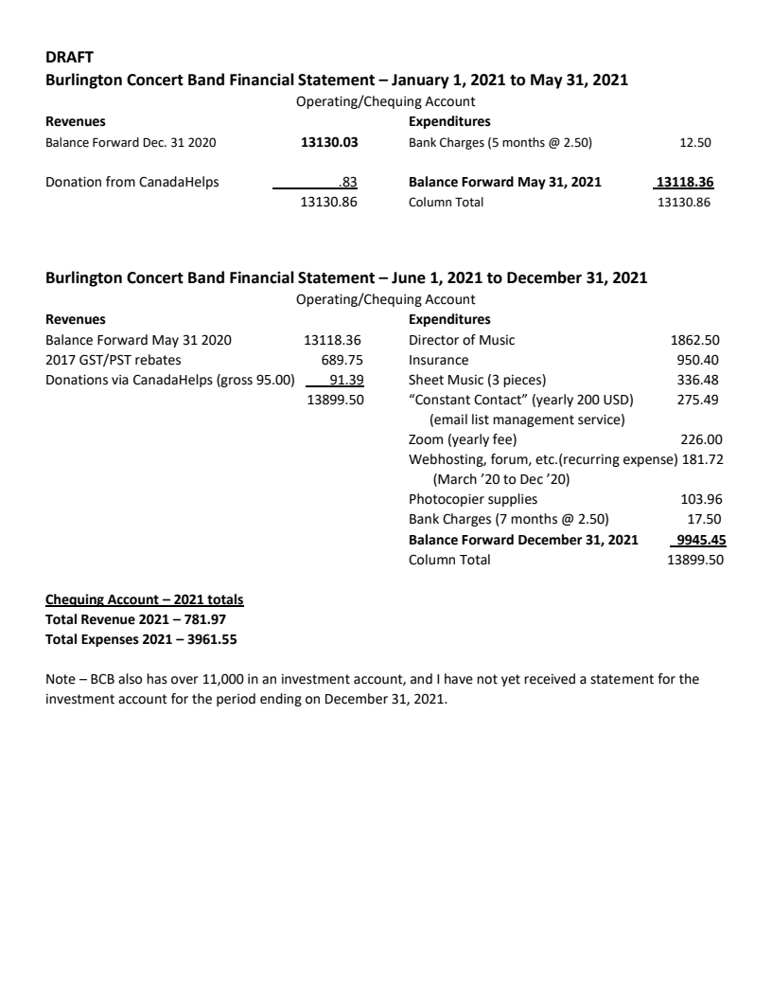 DRAFT
Burlington Concert Band Financial Statement – January 1, 2021 to May 31, 2021
Operating/Chequing Account
Revenues Expenditures
Balance Forward Dec. 31 2020 13130.03 Bank Charges (5 months @ 2.50) 12.50
Donation from CanadaHelps .83 Balance Forward May 31, 2021 13118.36
13130.86 Column Total 13130.86
Burlington Concert Band Financial Statement – June 1, 2021 to December 31, 2021
Operating/Chequing Account
Revenues Expenditures
Balance Forward May 31 2020 13118.36 Director of Music 1862.50
2017 GST/PST rebates 689.75 Insurance 950.40
Donations via CanadaHelps (gross 95.00) 91.39 Sheet Music (3 pieces) 336.48
13899.50 “Constant Contact” (yearly 200 USD) 275.49
(email list management service)
Zoom (yearly fee) 226.00
Webhosting, forum, etc.(recurring expense) 181.72
(March ’20 to Dec ’20)
Photocopier supplies 103.96
Bank Charges (7 months @ 2.50) 17.50
Balance Forward December 31, 2021 9945.45
Column Total 13899.50
Chequing Account – 2021 totals
Total Revenue 2021 – 781.97
Total Expenses 2021 – 3961.55
Note – BCB also has over 11,000 in an investment account, and I have not yet received a statement for the
investment account for the period ending on December 31, 2021.